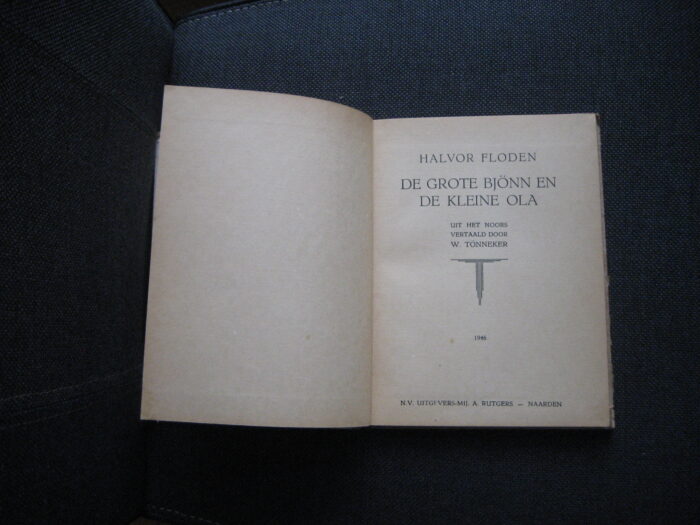 HALVOR FLODEN
DE GROTE BJÖNN EN
DE KLEINE OLA
UIT HET NOORS
VERTAALD DOOR
W. TÖNNEKER
1946
N.V. UITGEVERS-MIJ. A. RUTGERS — NAARDEN